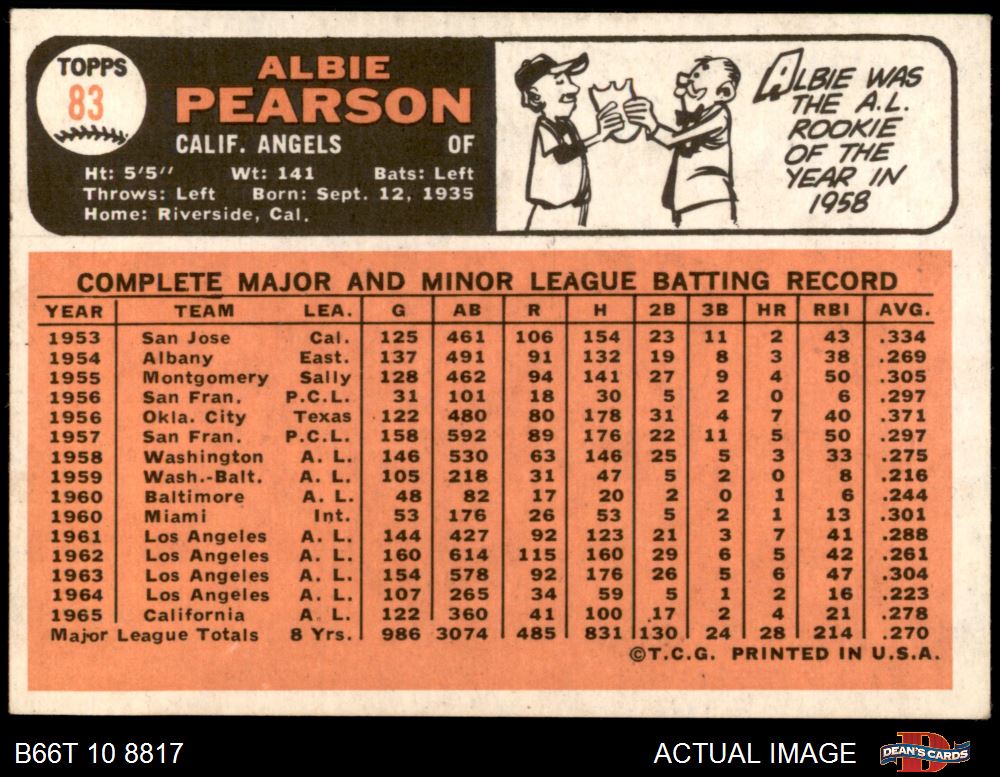 TOPPS
83
ALBIE
PEARSON
CALIF. ANGELS OF
Ht: 5'5" Wt: 141 Bats: Left
Throws: Left Born: Sept. 12, 1935
Home: Riverside, Cal.
ALBIE WAS
THE A.L.
ROOKIE
OF THE
YEAR IN
1958
COMPLETE MAJOR AND MINOR LEAGUE BATTING RECORD
YEAR TEAM LEA. G AB R H 2B 3B HR RBI AVG.
1953 San Jose Cal. 125 461 106 154 23 11 2 43 .334
1954 Albany East. 137 491 91 132 19 8 3 38 .269
1955 Montgomery Sally 128 462 94 141 27 9 4 50 .305
1956 San Fran. P.C.L. 31 101 18 30 5 2 0 6 .297
1956 Okla. City Texas 122 480 80 178 31 4 7 40 .371
1957 San Fran. P.C.L. 158 592 89 176 22 11 5 50 .297
1958 Washington A. L. 146 530 63 146 25 5 3 33 .275
1959 Wash.-Balt. A. L. 105 218 31 47 5 2 0 8 .216
1960 Baltimore A. L. 48 82 17 20 2 0 1 6 .244
1960 Miami Int. 53 176 26 53 5 2 1 13 .301
1961 Los Angeles A. L. 144 427 92 123 21 3 7 41 .288
1962 Los Angeles A. L. 160 614 115 160 29 6 5 42 .261
1963 Los Angeles A. L. 154 578 92 176 26 5 6 47 .304
1964 Los Angeles A. L. 107 265 34 59 5 1 2 16 .223
1965 California A. L. 122 360 41 100 17 2 4 21 .278
Major League Totals 8 Yrs. 986 3074 485 831 130 24 28 214 .270
©T.C.G. PRINTED IN U.S.A.
B66T 10 8817 ACTUAL IMAGE DEAN'S CARDS